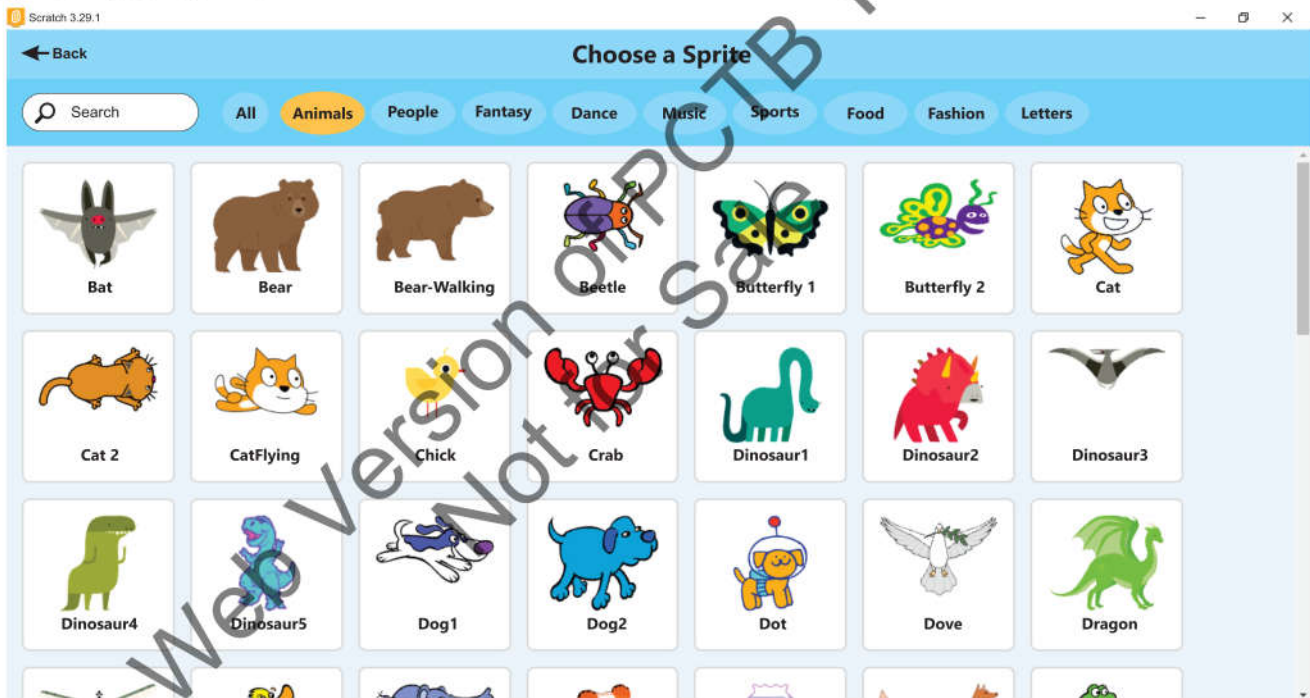 Scratch 3.29.1
Back
Choose a Sprite
Search
All Animals People Fantasy Dance Music Sports Food Fashion Letters
Bat Bear Bear-Walking Beetle Butterfly 1 Butterfly 2 Cat
Cat 2 CatFlying Chick Crab Dinosaur1 Dinosaur2 Dinosaur3
Dinosaur4 Dinosaur5 Dog1 Dog2 Dot Dove Dragon
Web Version of PCTB
Not for Sale